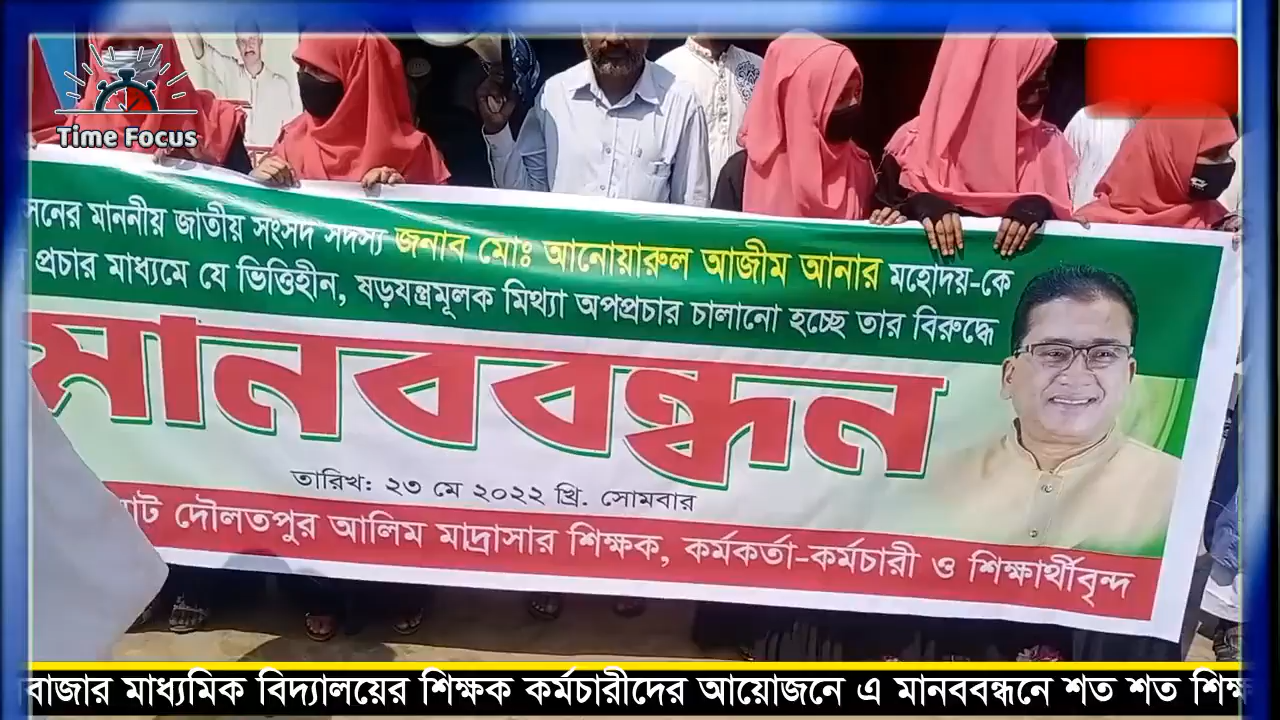 Time Focus
সনের মাননীয় জাতীয় সংসদ সদস্য জনাব মোঃ আনোয়ারুল আজীম আনার মহোদয়-কে
প্রচার মাধ্যমে যে ভিত্তিহীন, ষড়যন্ত্রমূলক মিথ্যা অপপ্রচার চালানো হচ্ছে তার বিরুদ্ধে
মানববন্ধন
তারিখ: ২৩ মে ২০২২ খ্রি. সোমবার
দৌলতপুর আলিম মাদ্রাসার শিক্ষক, কর্মকর্তা-কর্মচারী ও শিক্ষার্থীবৃন্দ
বাজার মাধ্যমিক বিদ্যালয়ের শিক্ষক কর্মচারীদের আয়োজনে এ মানববন্ধনে শত শত শিক্ষ